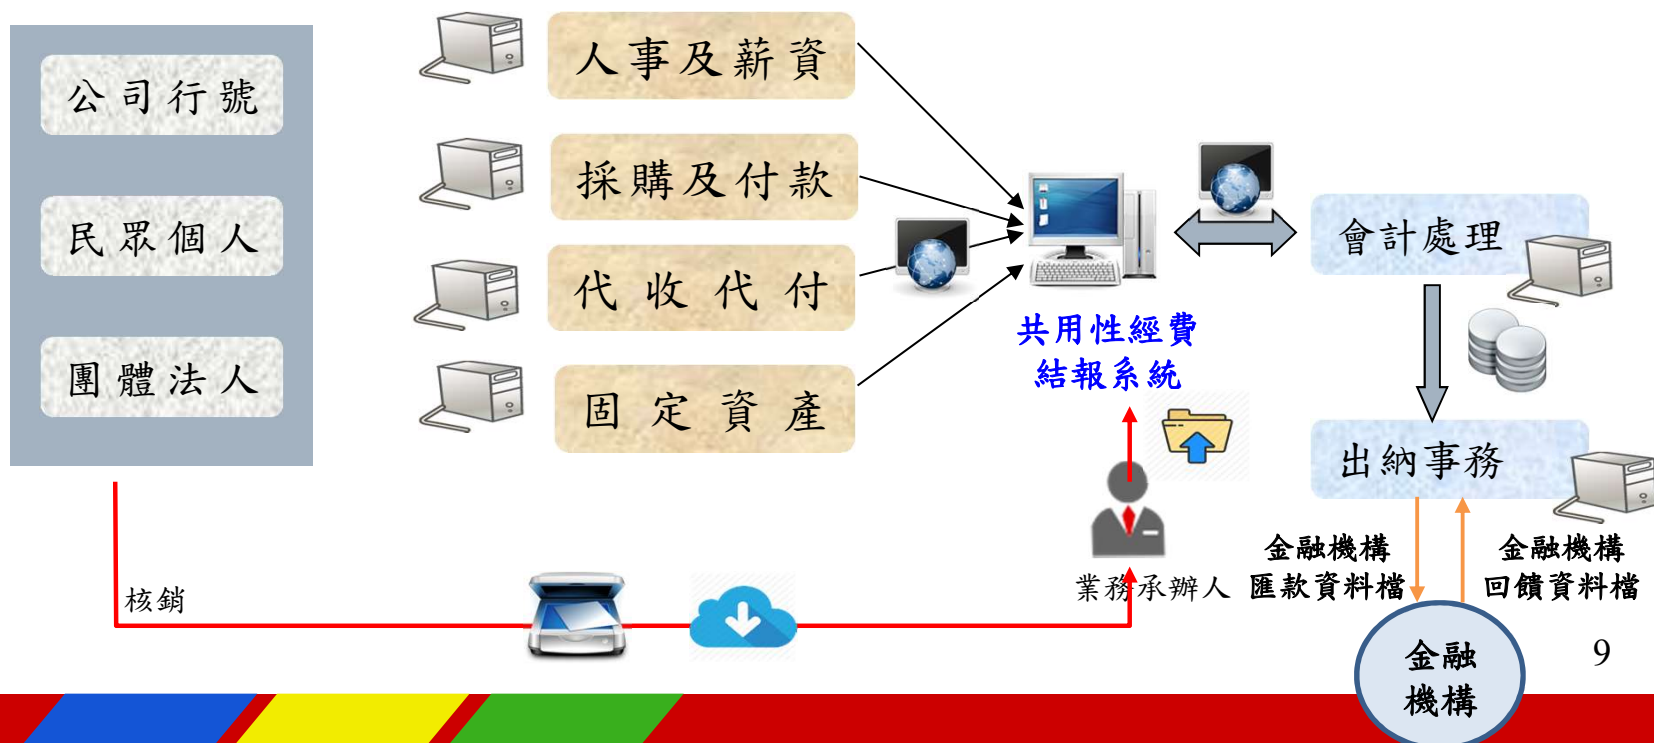 公司行號
民眾個人
團體法人
人事及薪資
採購及付款
代收代付
固定資產
共用性經費
結報系統
會計處理
出納事務
核銷
業務承辦人
金融機構
匯款資料檔
金融機構
回饋資料檔
金融
機構
9